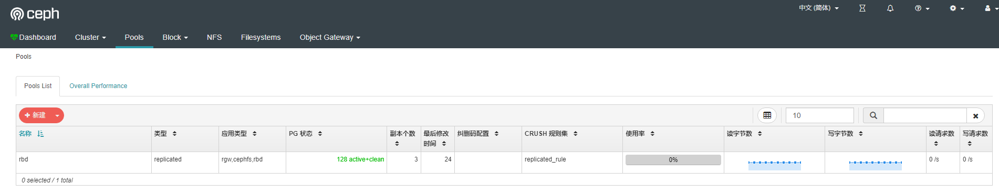 ceph
中文 (简体)
Dashboard Cluster Pools Block NFS Filesystems Object Gateway
Pools
Pools List Overall Performance
新建 10
名称 类型 应用类型 PG 状态 副本个数 最后修改时间 纠删码配置 CRUSH 规则集 使用率 读字节数 写字节数 读请求数 写请求数
rbd replicated rgw,cephfs,rbd 128 active+clean 3 24 replicated_rule 0% 0 /s 0 /s
0 selected / 1 total